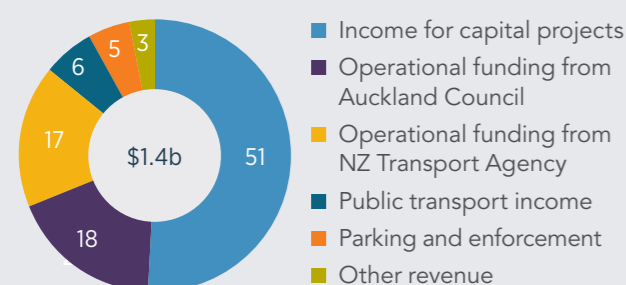 3
5
6
17
$1.4b
51
18
Income for capital projects
Operational funding from
Auckland Council
Operational funding from
NZ Transport Agency
Public transport income
Parking and enforcement
Other revenue